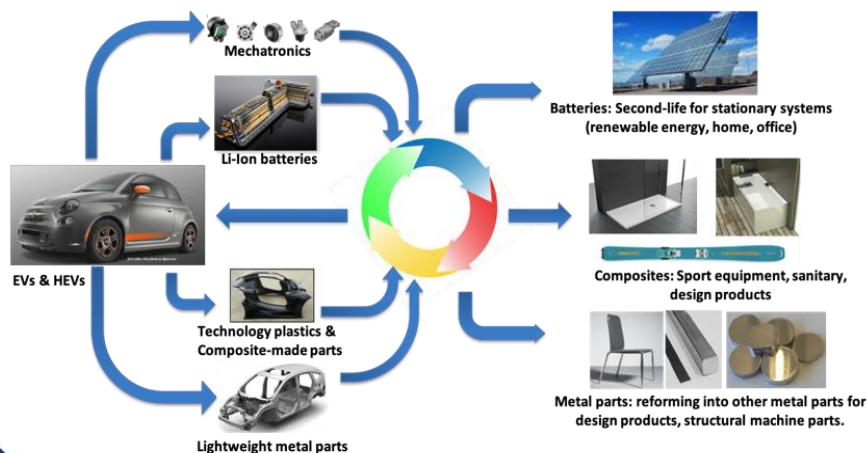 Mechatronics
Li-Ion batteries
EVs & HEVs
Technology plastics &
Composite-made parts
Lightweight metal parts
Batteries: Second-life for stationary systems
(renewable energy, home, office)
Composites: Sport equipment, sanitary,
design products
Metal parts: reforming into other metal parts for
design products, structural machine parts.